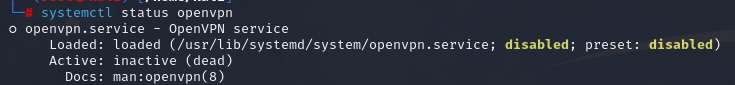 └─# systemctl status openvpn
○ openvpn.service - OpenVPN service
Loaded: loaded (/usr/lib/systemd/system/openvpn.service; disabled; preset: disabled)
Active: inactive (dead)
Docs: man:openvpn(8)